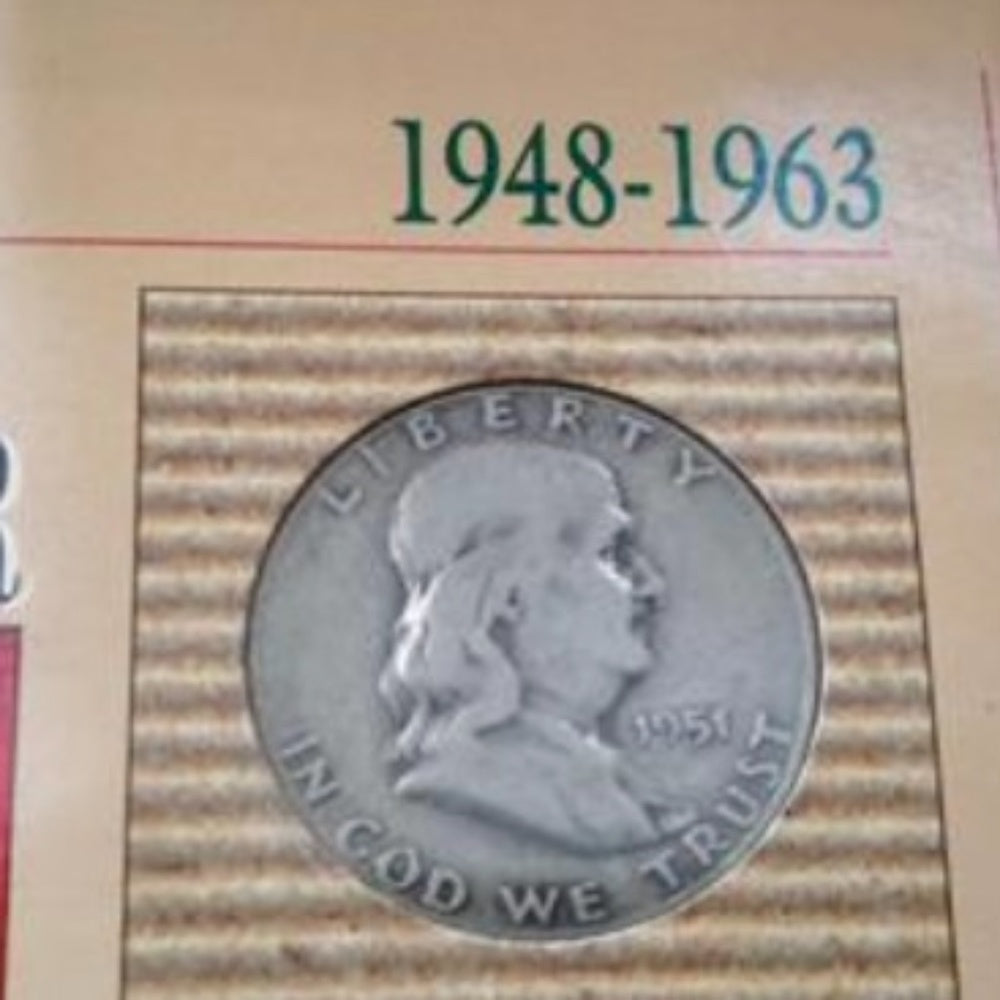 1948-1963
LIBERTY
1951
IN GOD WE TRUST